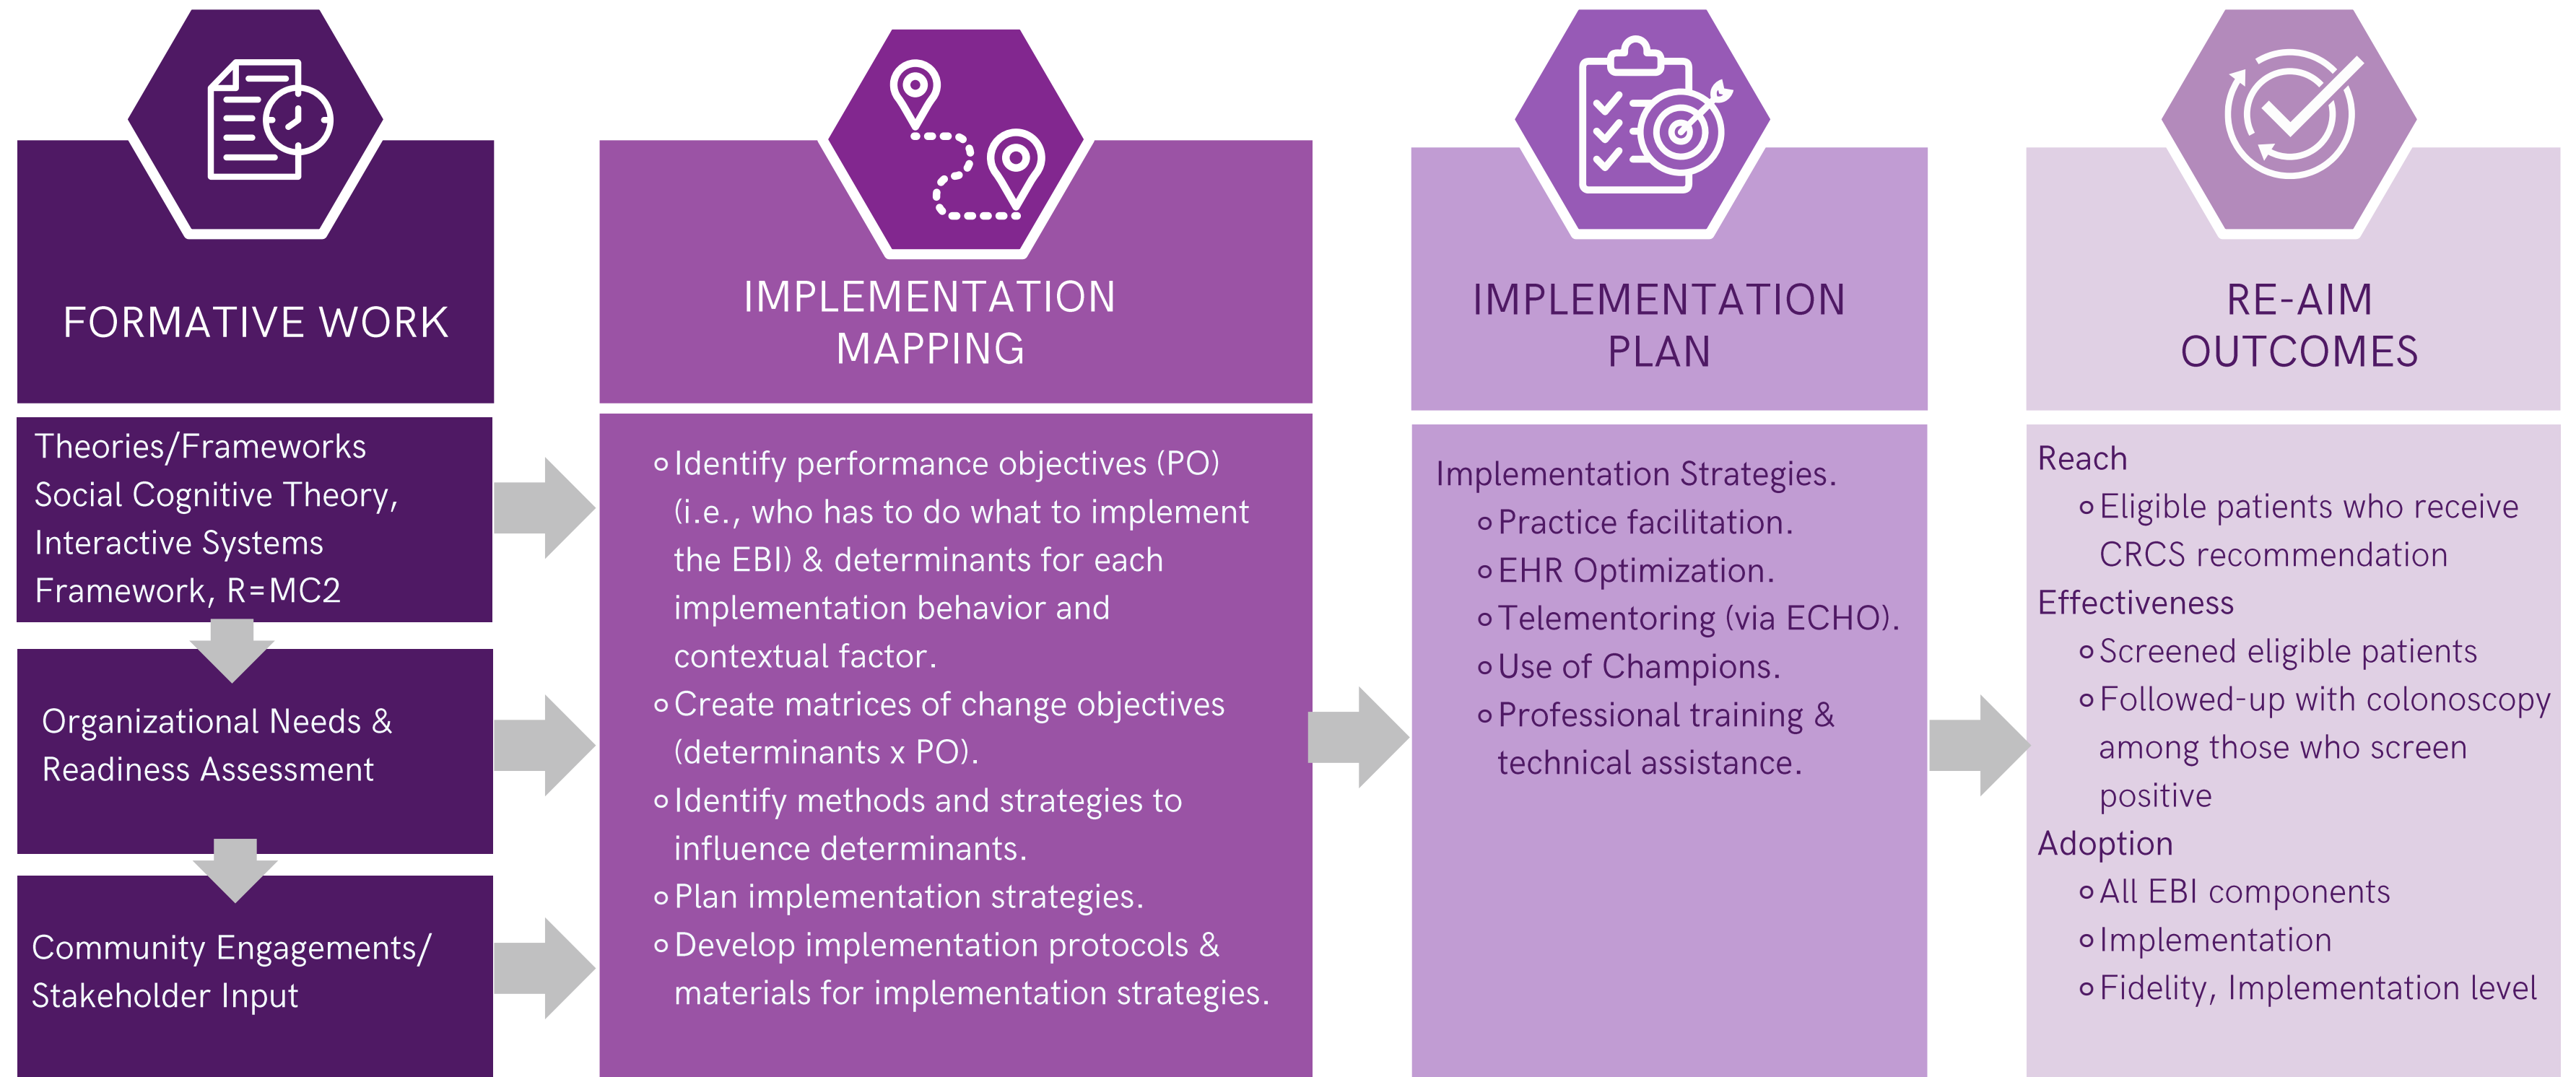 FORMATIVE WORK
Theories/Frameworks
Social Cognitive Theory,
Interactive Systems
Framework, R=MC2
Organizational Needs &
Readiness Assessment
Community Engagements/
Stakeholder Input
IMPLEMENTATION
MAPPING
Identify performance objectives (PO)
(i.e., who has to do what to implement
the EBI) & determinants for each
implementation behavior and
contextual factor.
Create matrices of change objectives
(determinants x PO).
Identify methods and strategies to
influence determinants.
Plan implementation strategies.
Develop implementation protocols &
materials for implementation strategies.
IMPLEMENTATION
PLAN
Implementation Strategies.
Practice facilitation.
EHR Optimization.
Telementoring (via ECHO).
Use of Champions.
Professional training &
technical assistance.
RE-AIM
OUTCOMES
Reach
Eligible patients who receive
CRCS recommendation
Effectiveness
Screened eligible patients
Followed-up with colonoscopy
among those who screen
positive
Adoption
All EBI components
Implementation
Fidelity, Implementation level